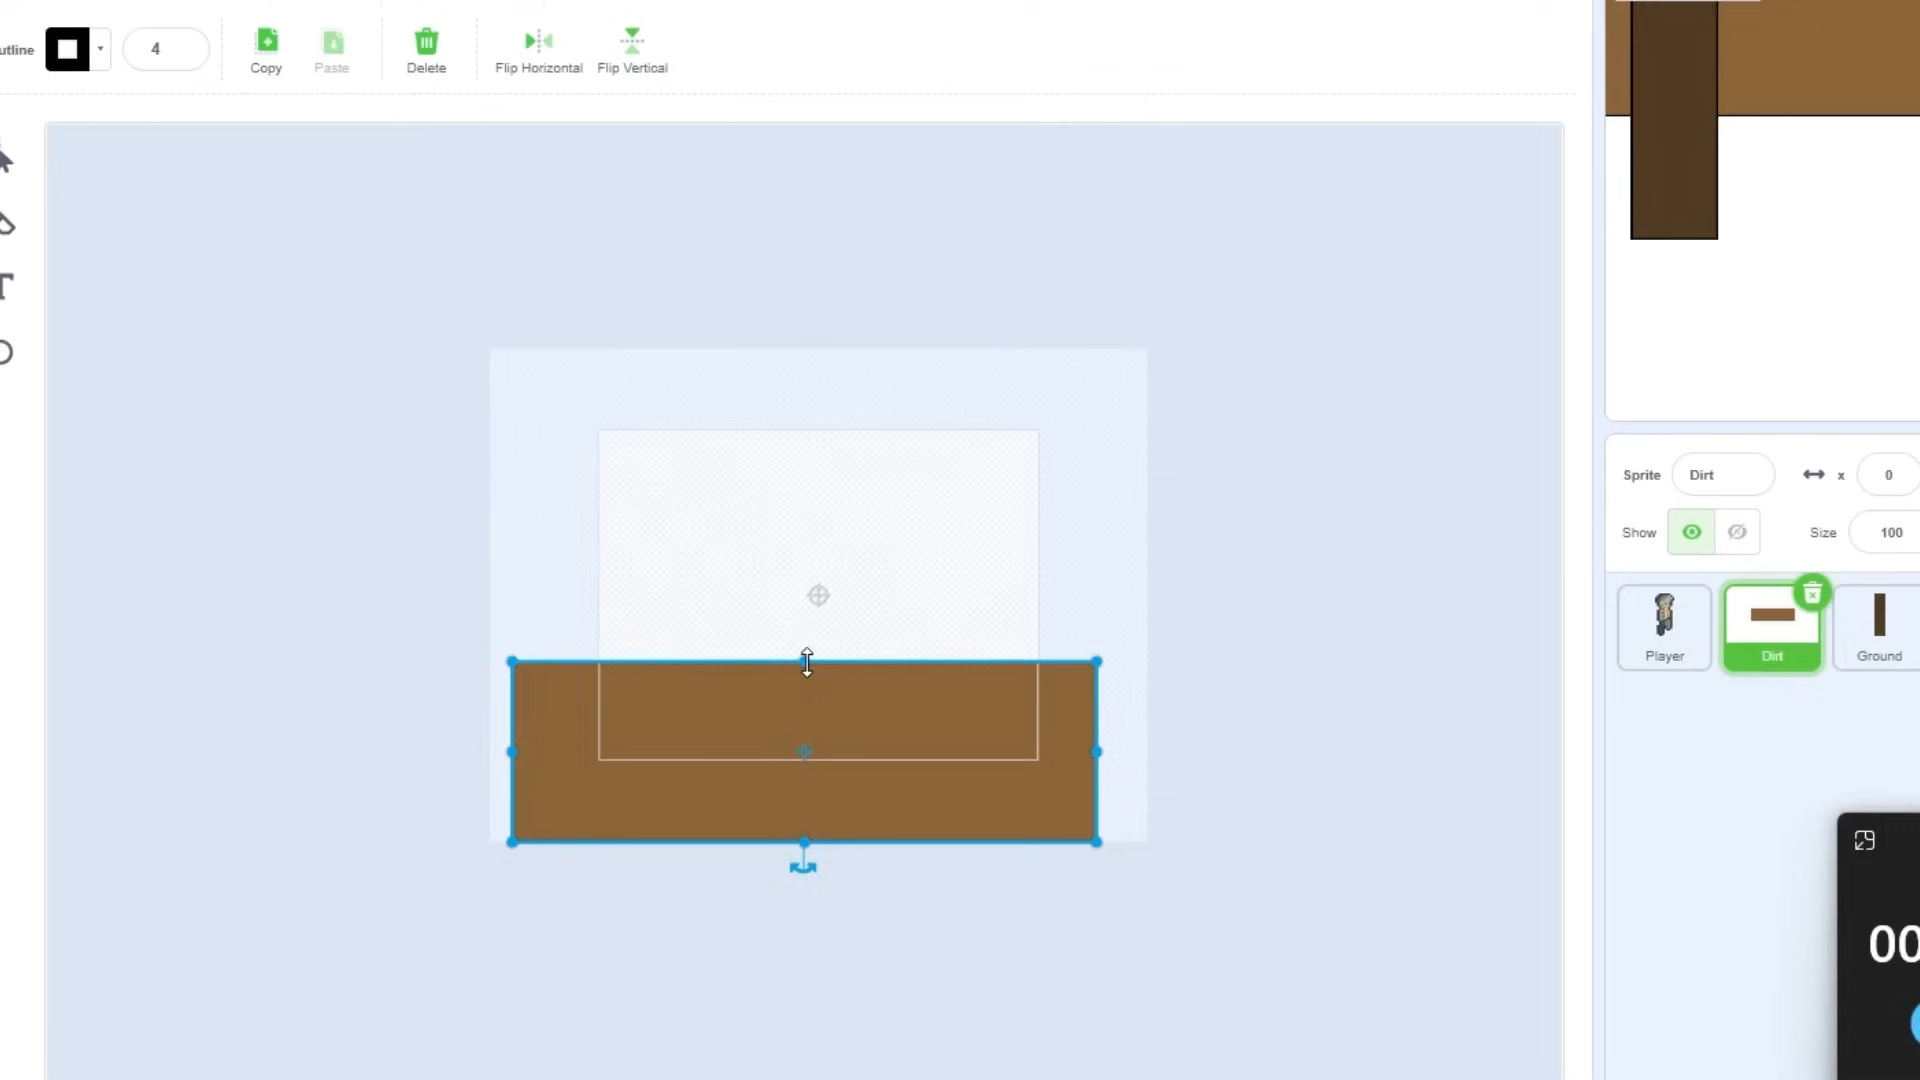 utline
4
Copy
Paste
Delete
Flip Horizontal
Flip Vertical
T
Sprite
Dirt
x
0
Show
Size
100
Player
Dirt
Ground
00